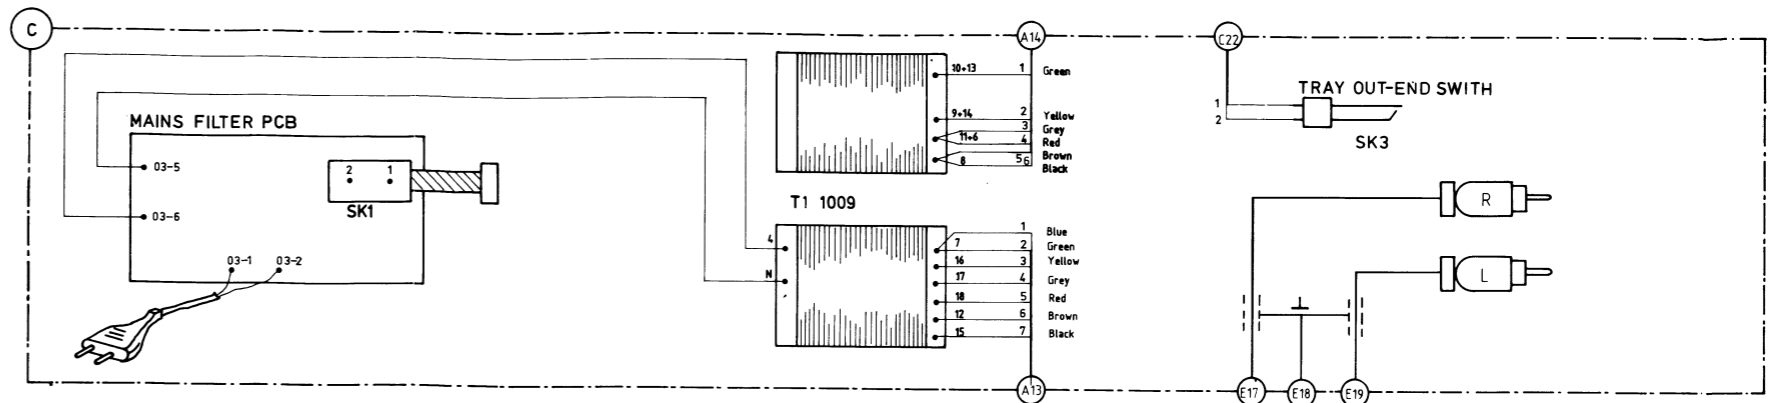 C
A14
C22
10+13 1 Green
9+14 2 Yellow
3 Grey
11+6 4 Red
5 Brown
8 6 Black
TRAY OUT-END SWITH
1
2
SK3
MAINS FILTER PCB
03-5
03-6
2 1
SK1
03-1 03-2
T1 1009
4
N
1 Blue
7 2 Green
16 3 Yellow
17 4 Grey
18 5 Red
12 6 Brown
15 7 Black
R
L
A13
E17
E18
E19